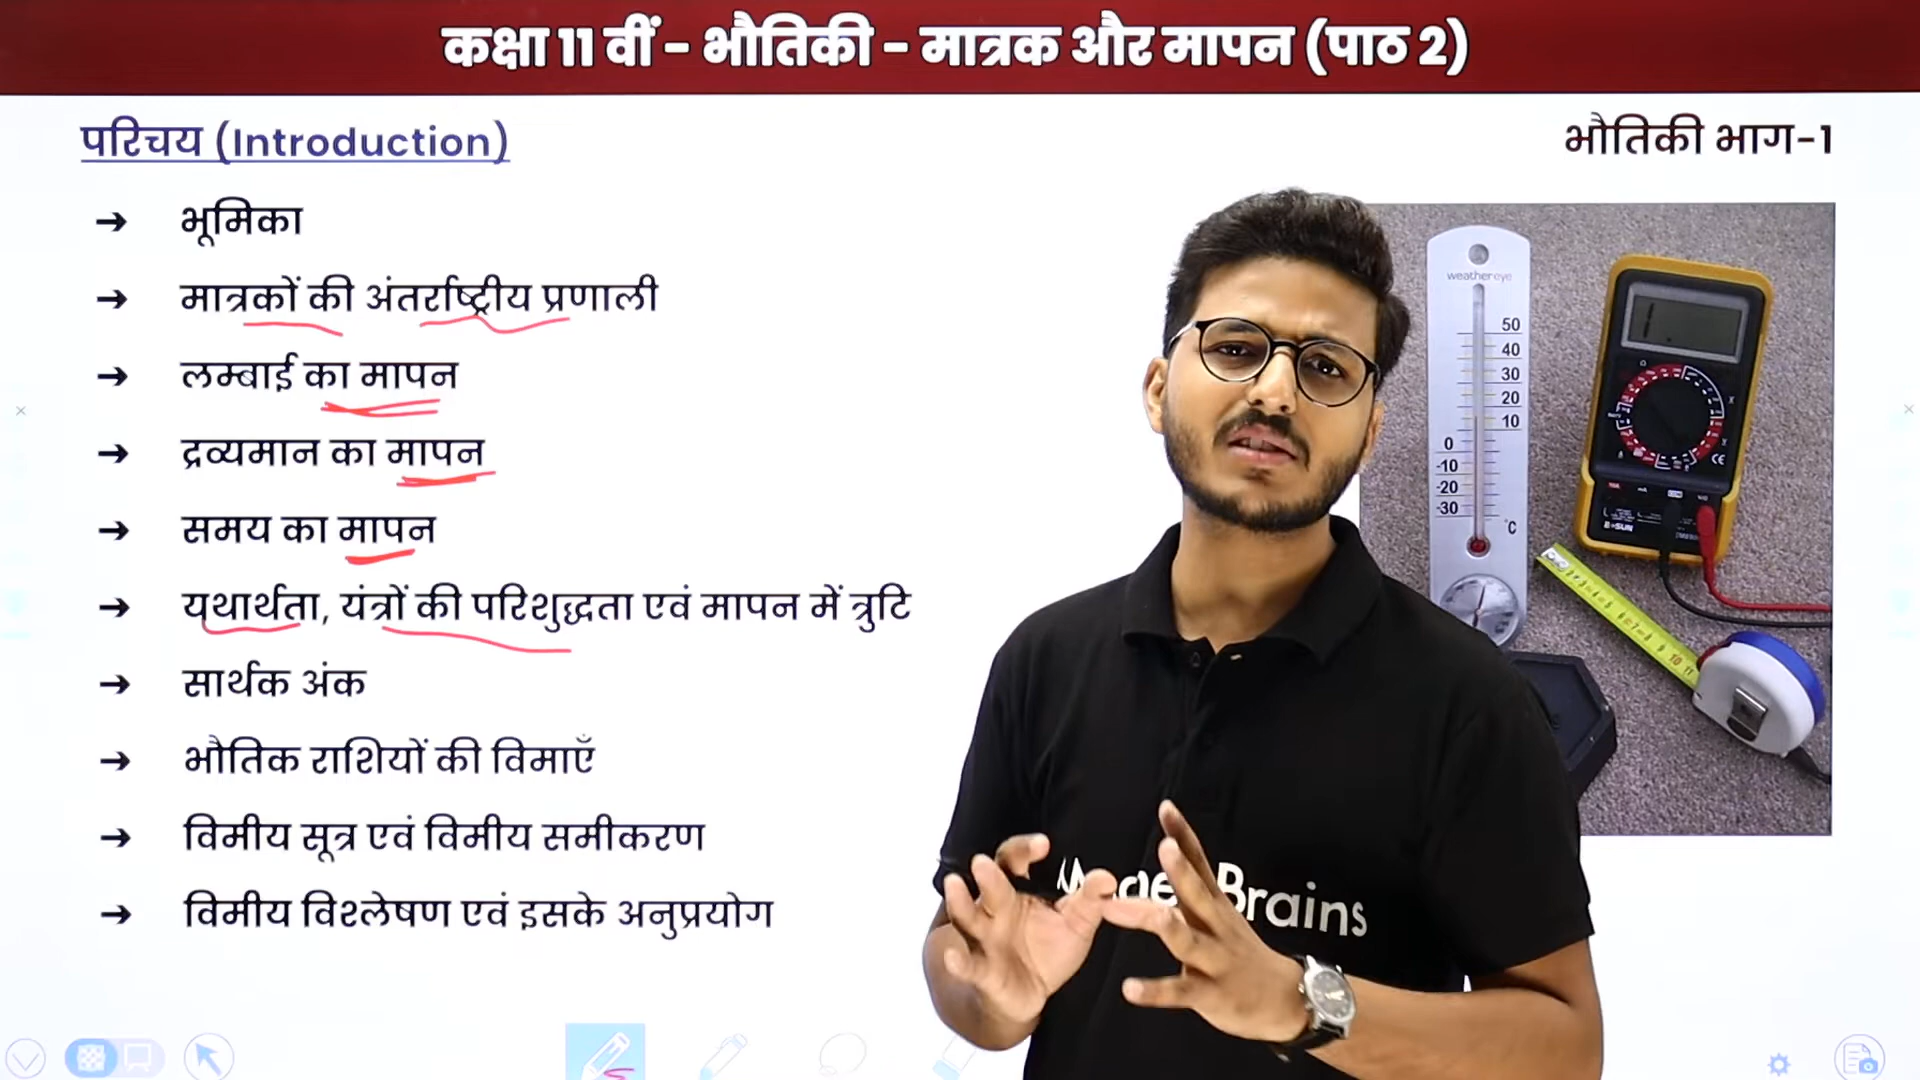 कक्षा 11 वीं - भौतिकी - मात्रक और मापन (पाठ 2)
परिचय (Introduction)
भौतिकी भाग-1
→ भूमिका
→ मात्रकों की अंतर्राष्ट्रीय प्रणाली
→ लम्बाई का मापन
→ द्रव्यमान का मापन
→ समय का मापन
→ यथार्थता, यंत्रों की परिशुद्धता एवं मापन में त्रुटि
→ सार्थक अंक
→ भौतिक राशियों की विमाएँ
→ विमीय सूत्र एवं विमीय समीकरण
→ विमीय विश्लेषण एवं इसके अनुप्रयोग
weathereye
50
40
30
20
10
0
-10
-20
-30
°C
Brains